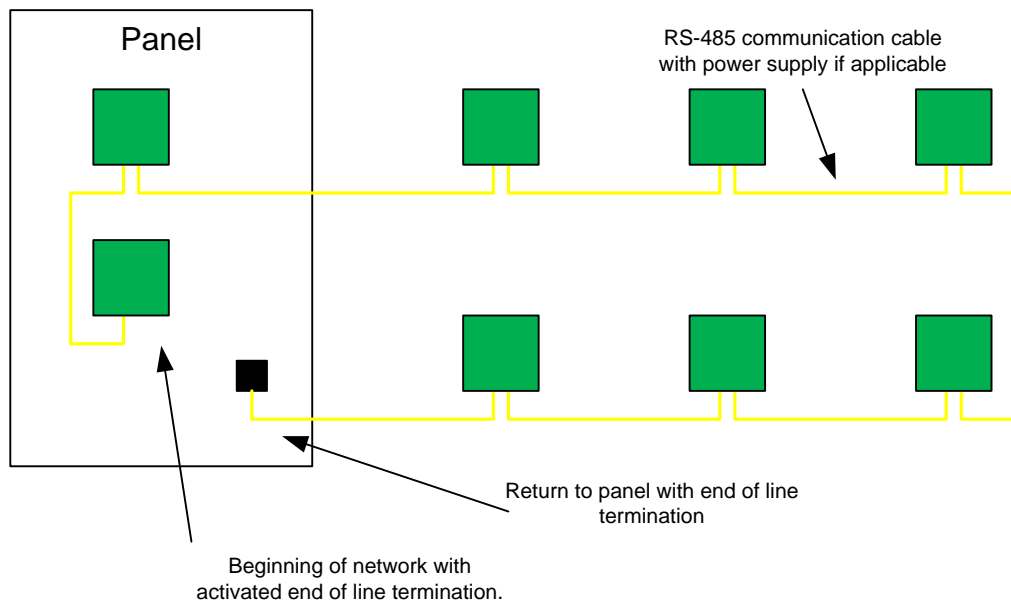 Panel
RS-485 communication cable
with power supply if applicable
Return to panel with end of line
termination
Beginning of network with
activated end of line termination.